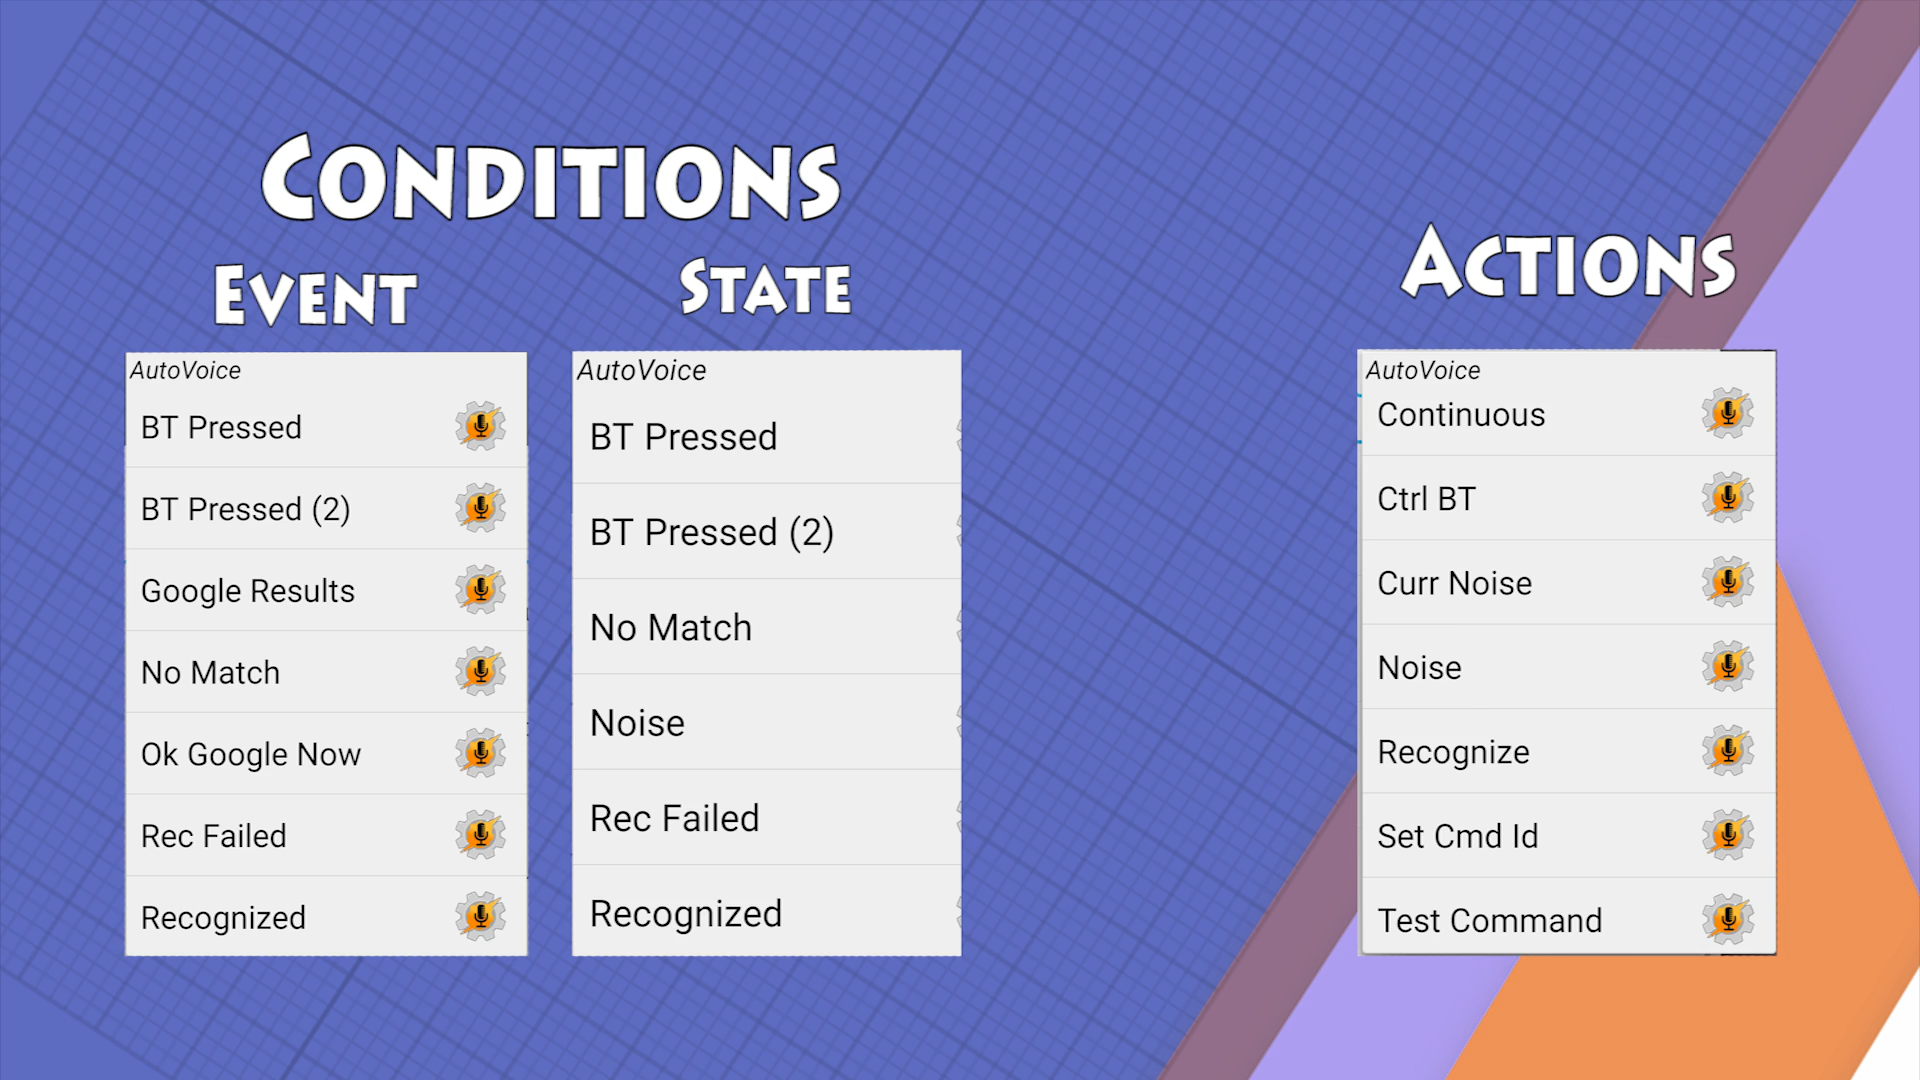 CONDITIONS
EVENT
AutoVoice
BT Pressed
BT Pressed (2)
Google Results
No Match
Ok Google Now
Rec Failed
Recognized
STATE
AutoVoice
BT Pressed
BT Pressed (2)
No Match
Noise
Rec Failed
Recognized
ACTIONS
AutoVoice
Continuous
Ctrl BT
Curr Noise
Noise
Recognize
Set Cmd Id
Test Command